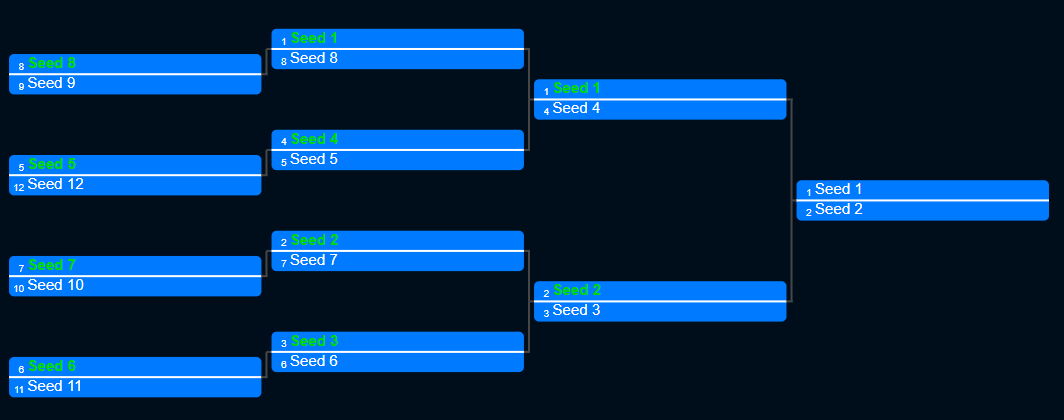 8 Seed 8
9 Seed 9
5 Seed 5
12 Seed 12
7 Seed 7
10 Seed 10
6 Seed 6
11 Seed 11
1 Seed 1
8 Seed 8
4 Seed 4
5 Seed 5
2 Seed 2
7 Seed 7
3 Seed 3
6 Seed 6
1 Seed 1
4 Seed 4
2 Seed 2
3 Seed 3
1 Seed 1
2 Seed 2